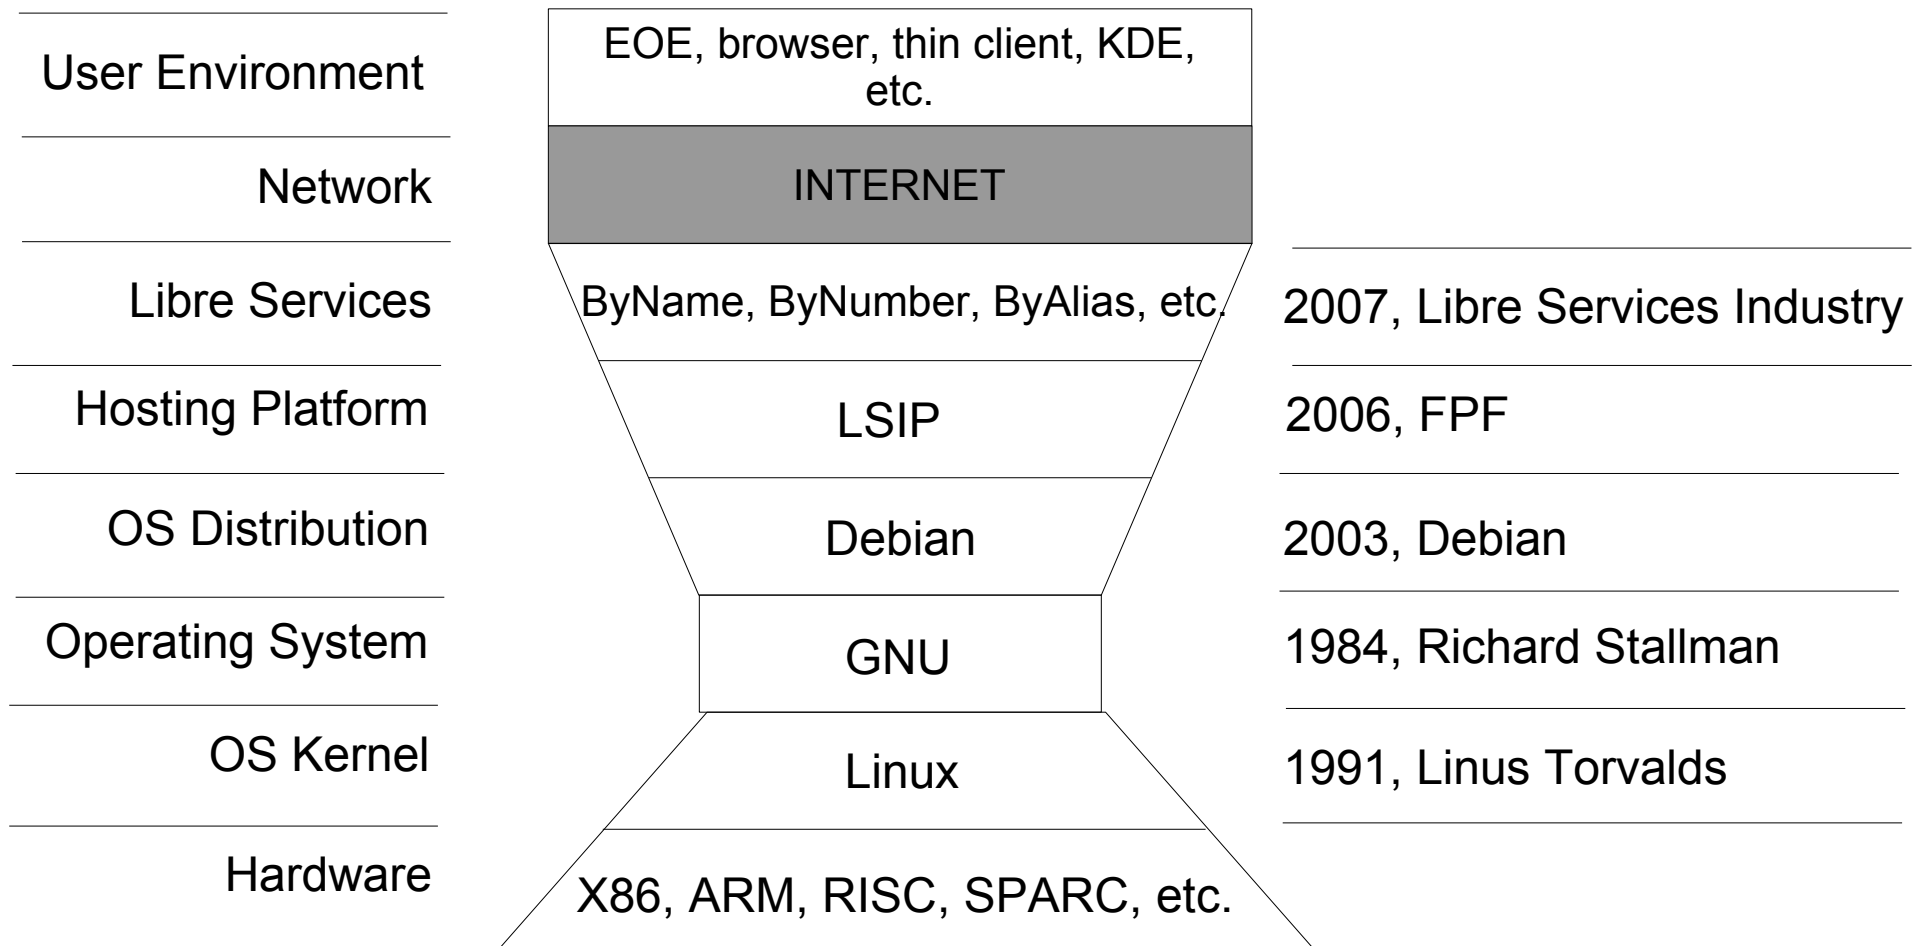 User Environment
EOE, browser, thin client, KDE,
etc.
Network
INTERNET
Libre Services
ByName, ByNumber, ByAlias, etc.
2007, Libre Services Industry
Hosting Platform
LSIP
2006, FPF
OS Distribution
Debian
2003, Debian
Operating System
GNU
1984, Richard Stallman
OS Kernel
Linux
1991, Linus Torvalds
Hardware
X86, ARM, RISC, SPARC, etc.